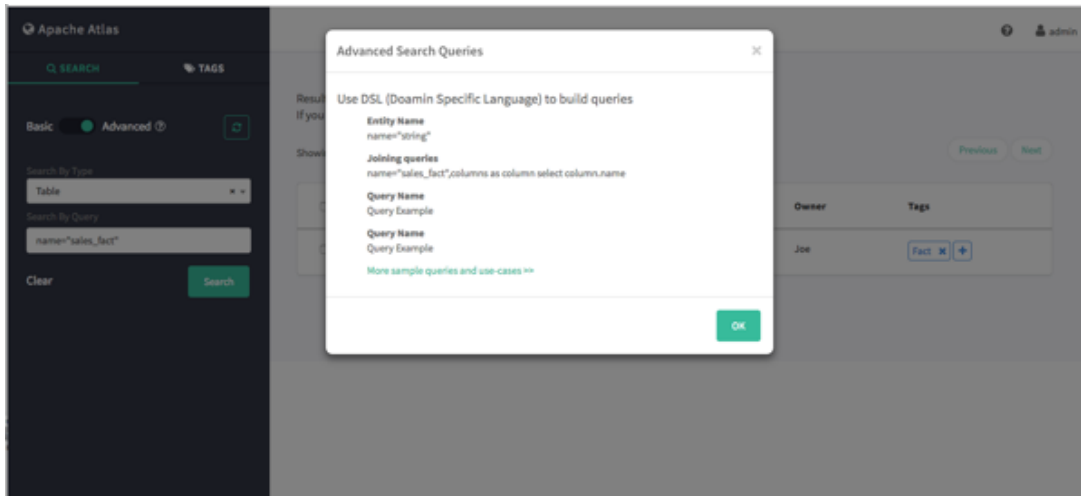 Apache Atlas
admin
SEARCH
TAGS
Advanced Search Queries
Use DSL (Doamin Specific Language) to build queries
Entity Name
name="string"
Joining queries
name="sales_fact",columns as column select column.name
Query Name
Query Example
Query Name
Query Example
More sample queries and use-cases >>
OK
Basic
Advanced
Search By Type
Table
Search By Query
name="sales_fact"
Clear
Search
If you
Previous
Next
Owner
Tags
Joe
Fact